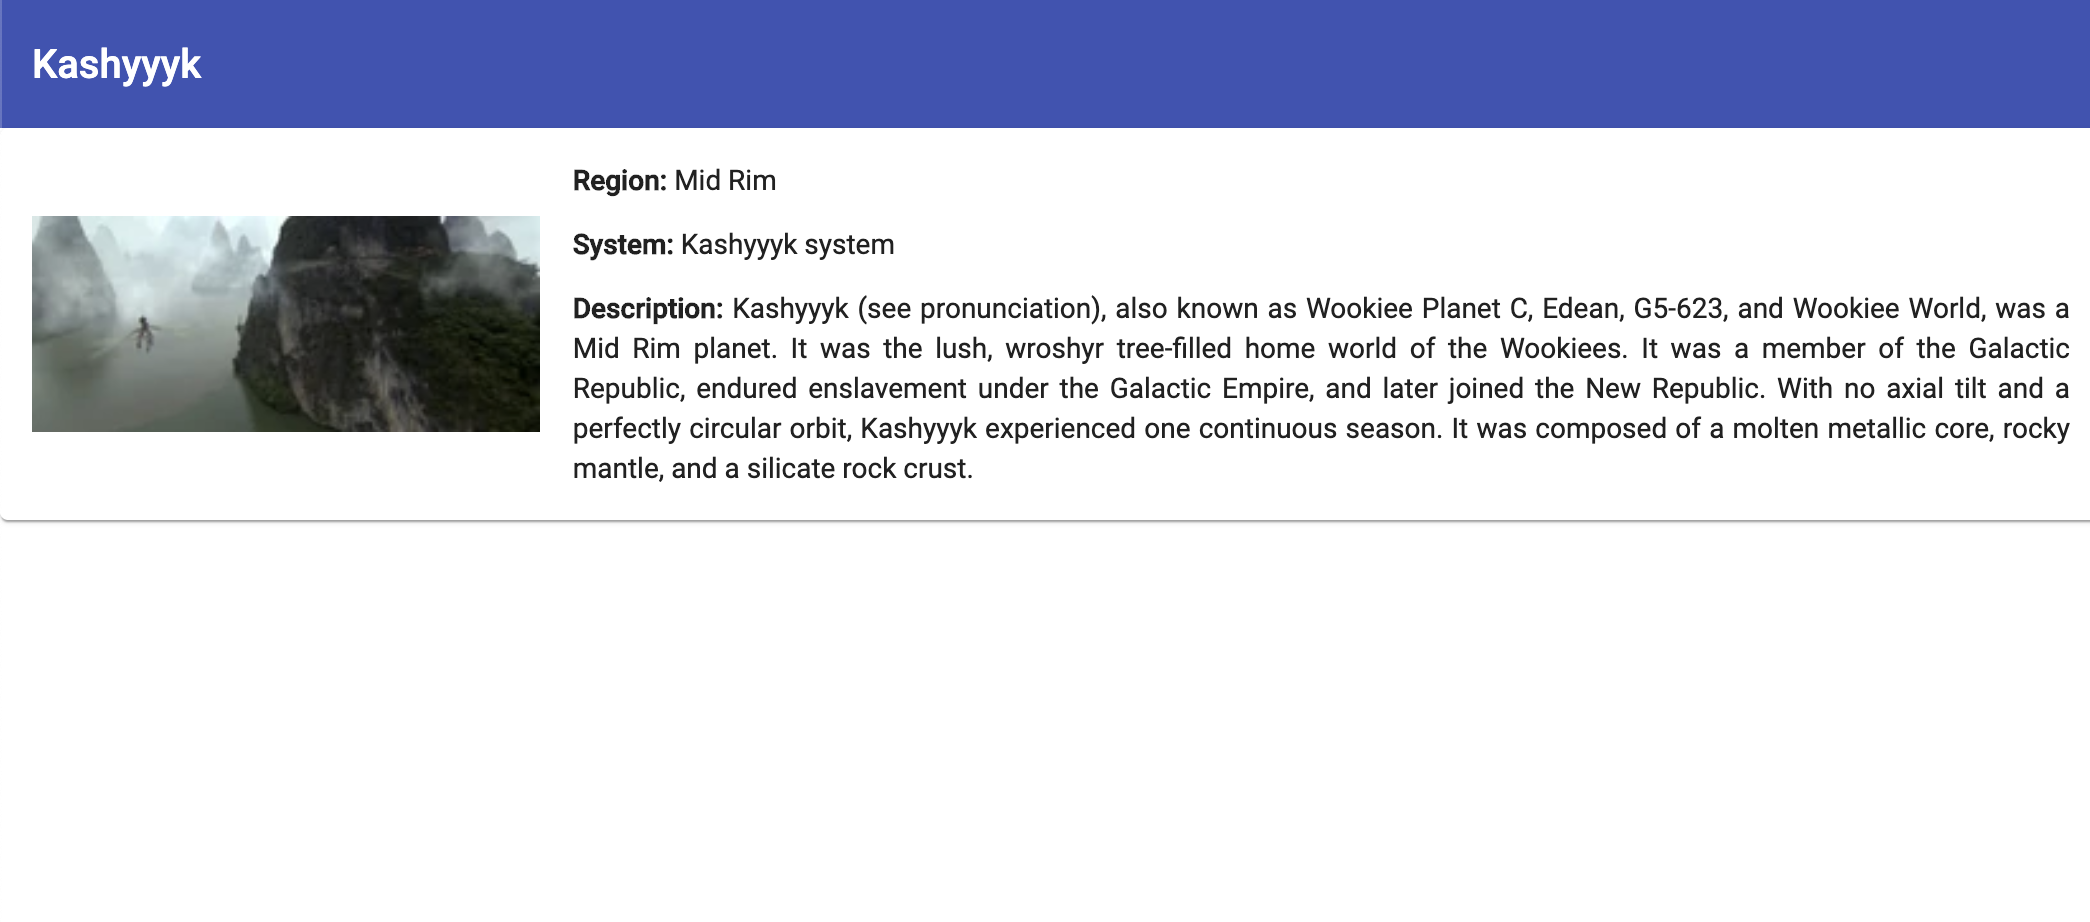 Kashyyyk
Region: Mid Rim
System: Kashyyyk system
Description: Kashyyyk (see pronunciation), also known as Wookiee Planet C, Edean, G5-623, and Wookiee World, was a
Mid Rim planet. It was the lush, wroshyr tree-filled home world of the Wookiees. It was a member of the Galactic
Republic, endured enslavement under the Galactic Empire, and later joined the New Republic. With no axial tilt and a
perfectly circular orbit, Kashyyyk experienced one continuous season. It was composed of a molten metallic core, rocky
mantle, and a silicate rock crust.